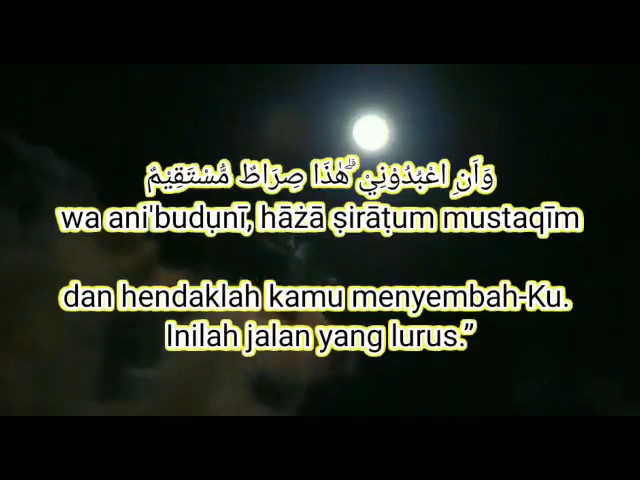 وَاَنِ اعْبُدُوْنِيْ ۗهٰذَا صِرَاطٌ مُّسْتَقِيْمٌ
wa ani'budụnī, hāżā ṣirāṭum mustaqīm
dan hendaklah kamu menyembah-Ku.
Inilah jalan yang lurus.”